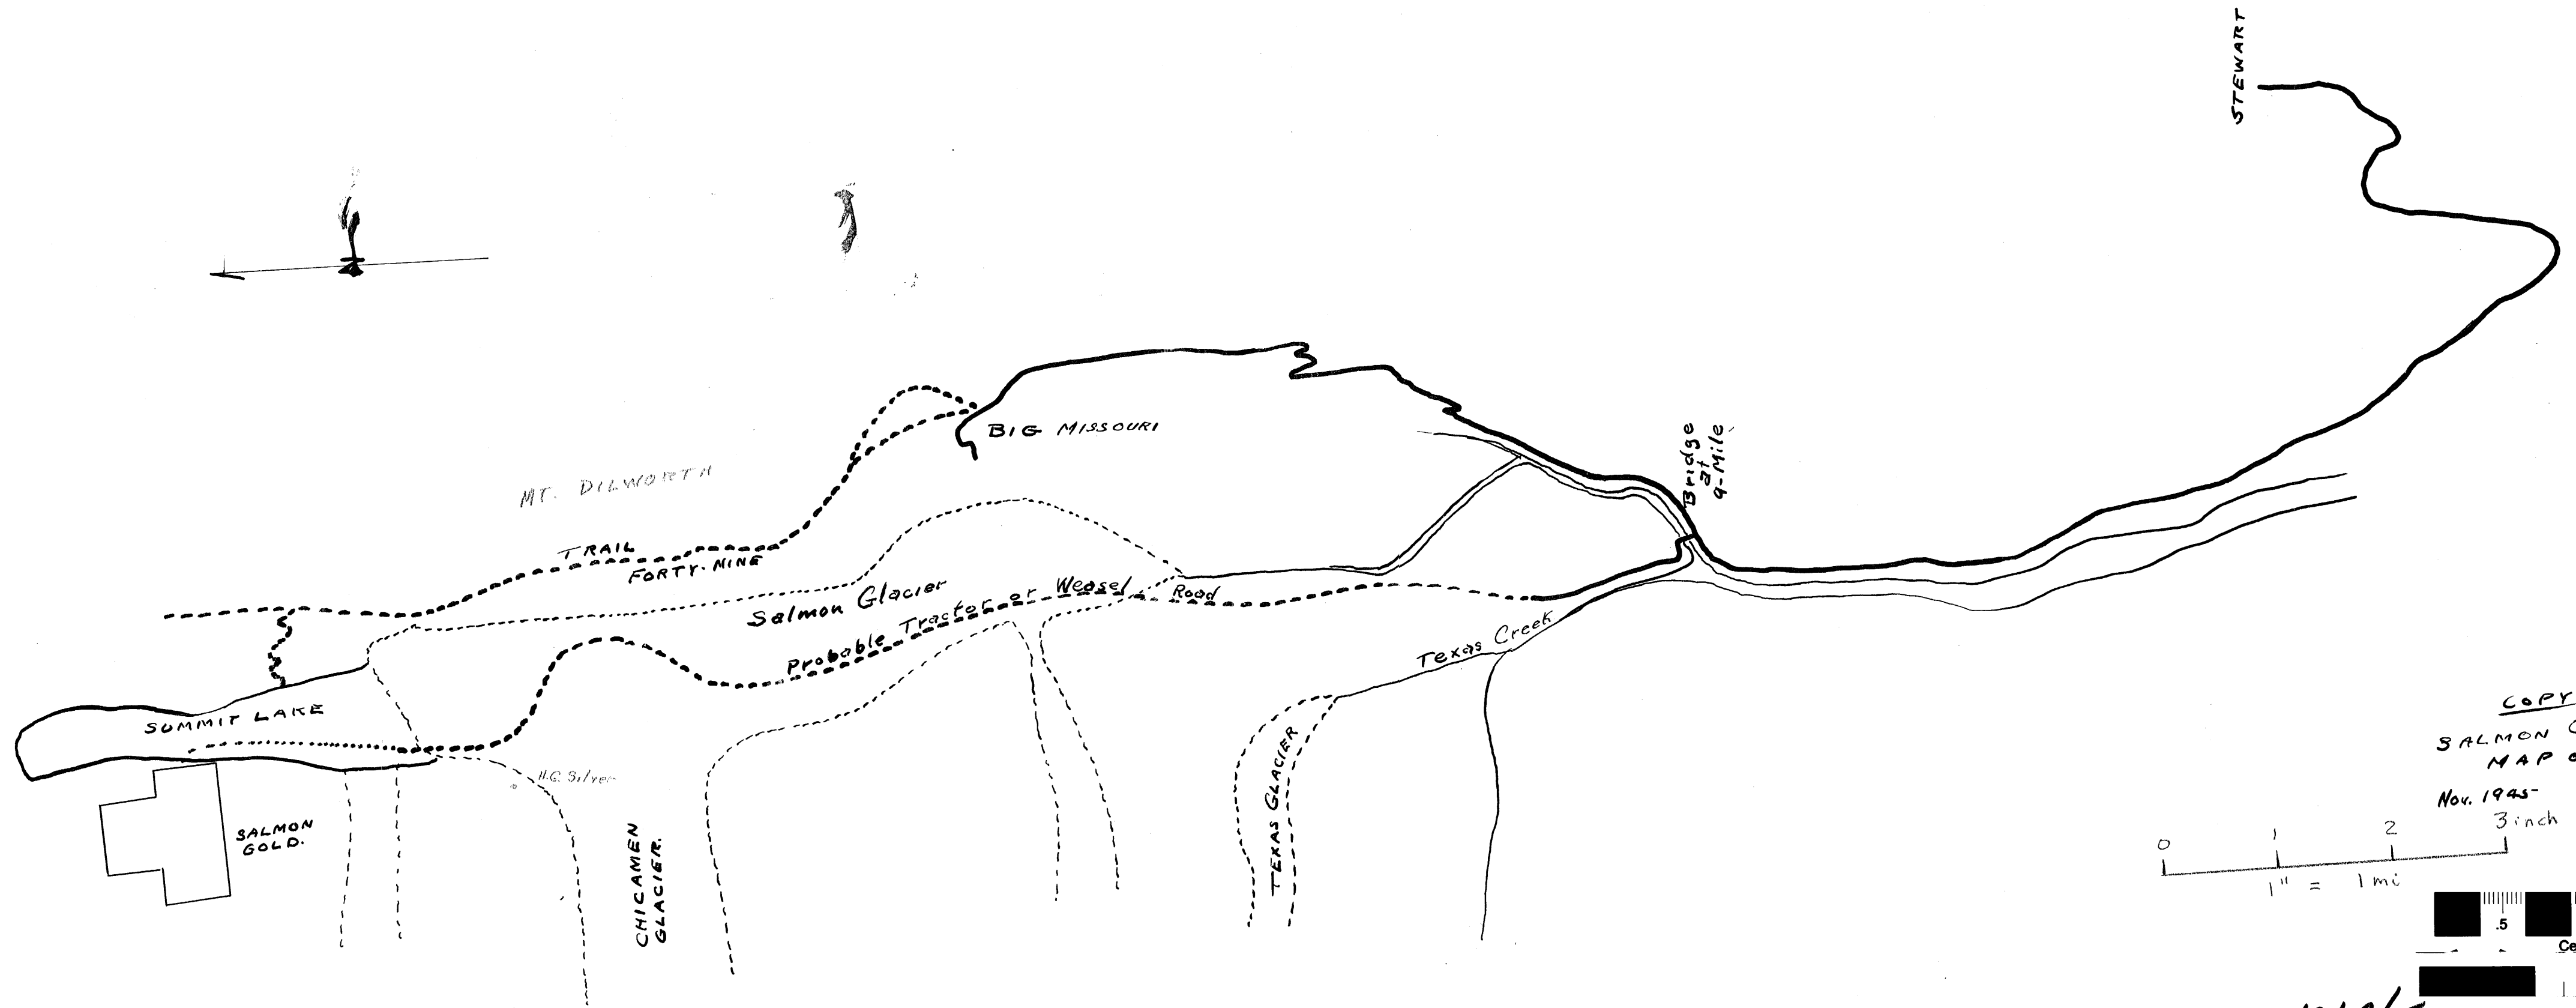 STEWART
BIG MISSOURI
Bridge
at
9-Mile
MT. DILWORTH
TRAIL
FORTY-NINE
Salmon Glacier
Probable Tractor or Weasel Road
Texas Creek
SUMMIT LAKE
H.G. Silver
SALMON
GOLD.
CHICAMEN
GLACIER.
TEXAS GLACIER
COPY
SALMON
MAP
Nov. 1945
0 1 2 3 inch
1" = 1 mi
.5